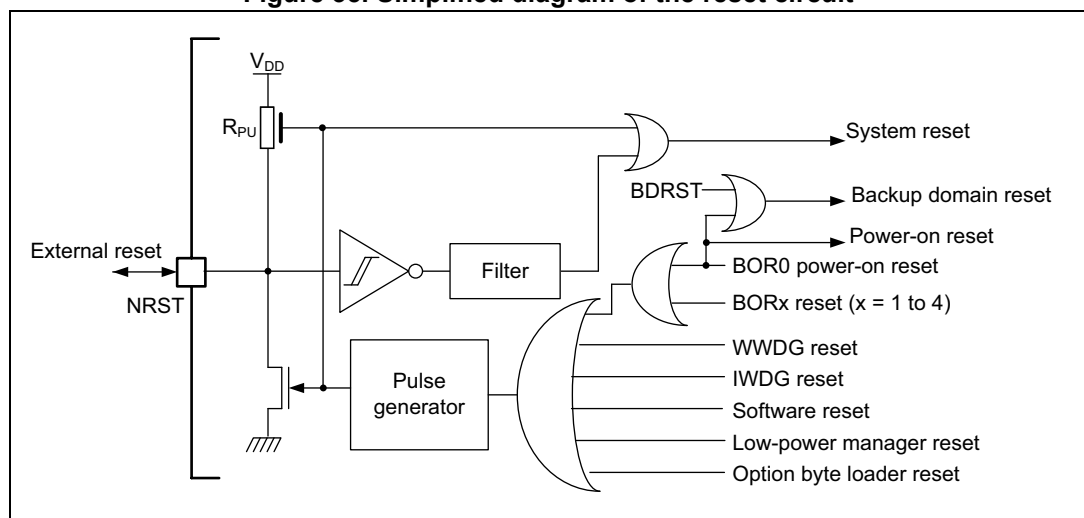 Figure 35. Simplified diagram of the reset circuit
VDD
RPU
System reset
BDRST
Backup domain reset
External reset
Power-on reset
Filter
BOR0 power-on reset
NRST
BORx reset (x = 1 to 4)
WWDG reset
Pulse
generator
IWDG reset
Software reset
Low-power manager reset
Option byte loader reset